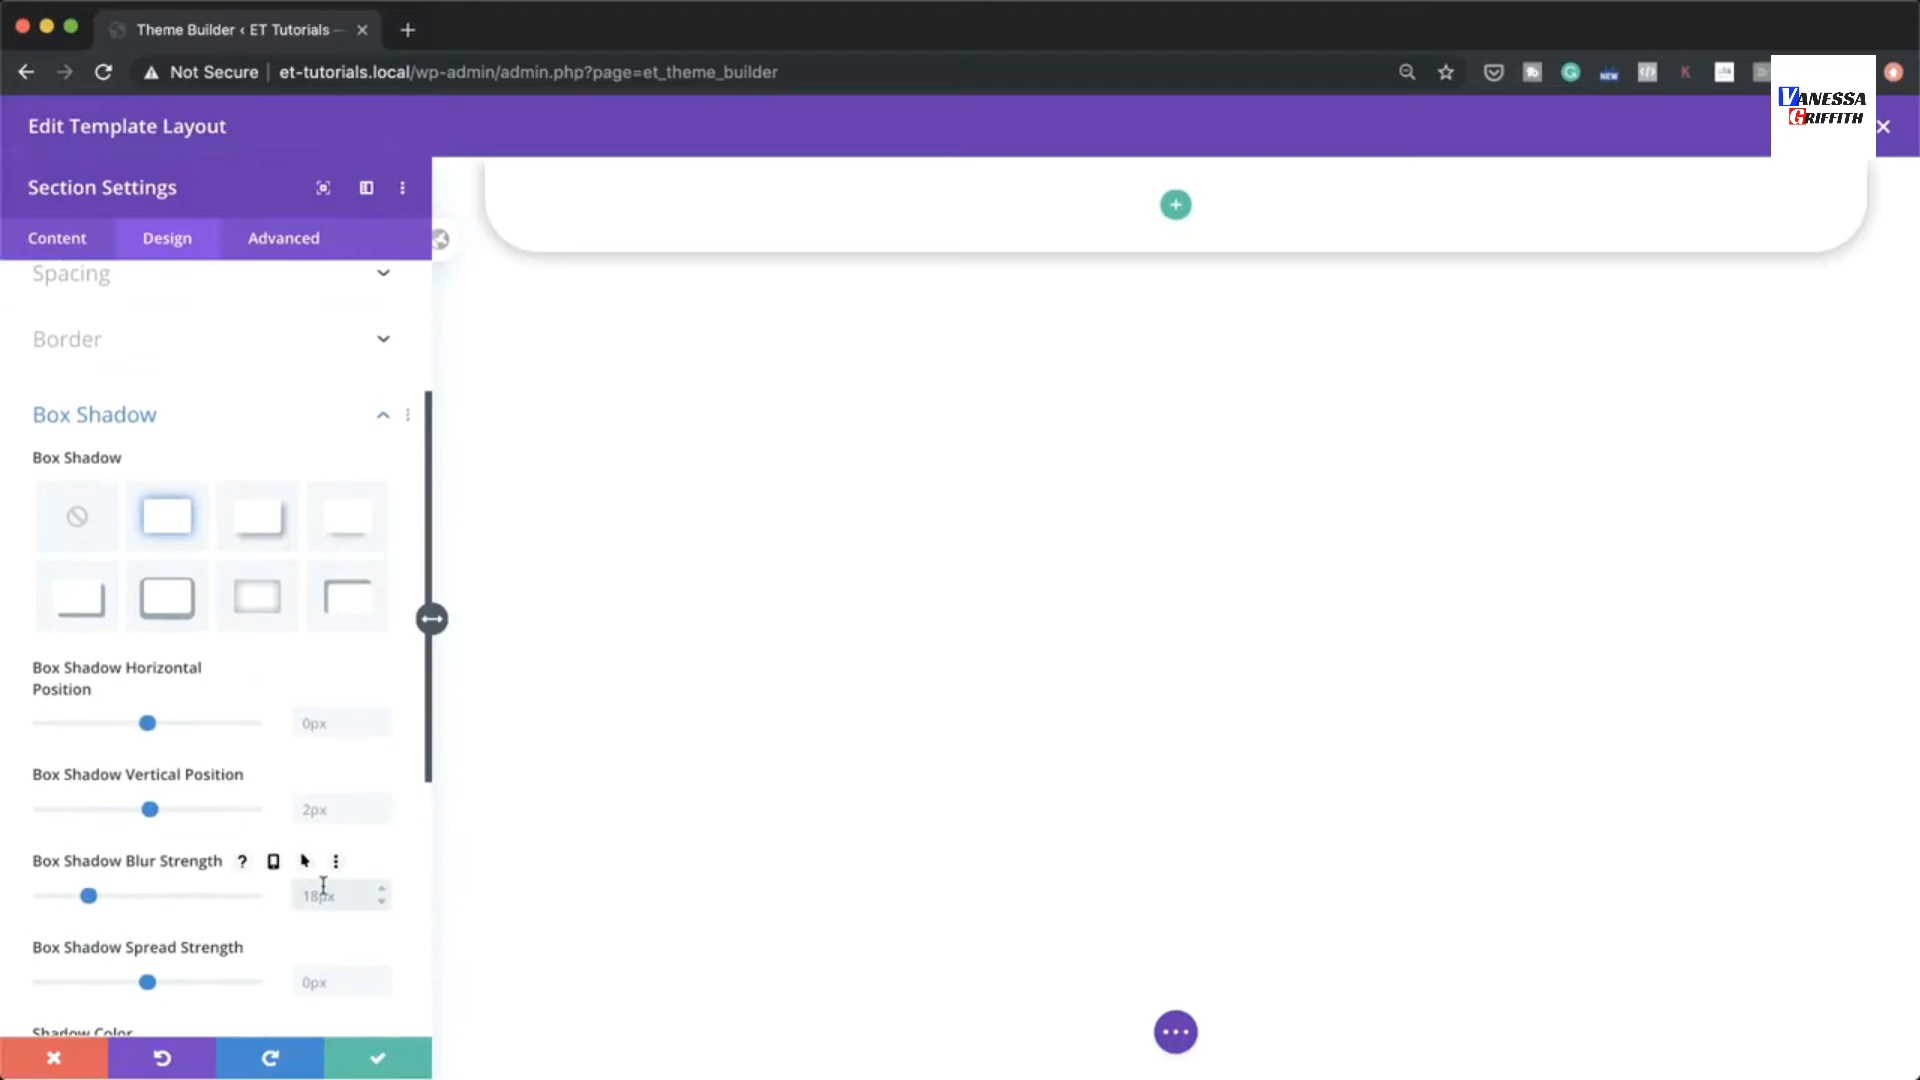 Theme Builder ‹ ET Tutorials —
Not Secure
et-tutorials.local/wp-admin/admin.php?page=et_theme_builder
NEW
K
VANESSA
GRIFFITH
Edit Template Layout
Section Settings
Content
Design
Advanced
Spacing
Border
Box Shadow
Box Shadow
Box Shadow Horizontal
Position
0px
Box Shadow Vertical Position
2px
Box Shadow Blur Strength ?
18px
Box Shadow Spread Strength
0px
Shadow Color